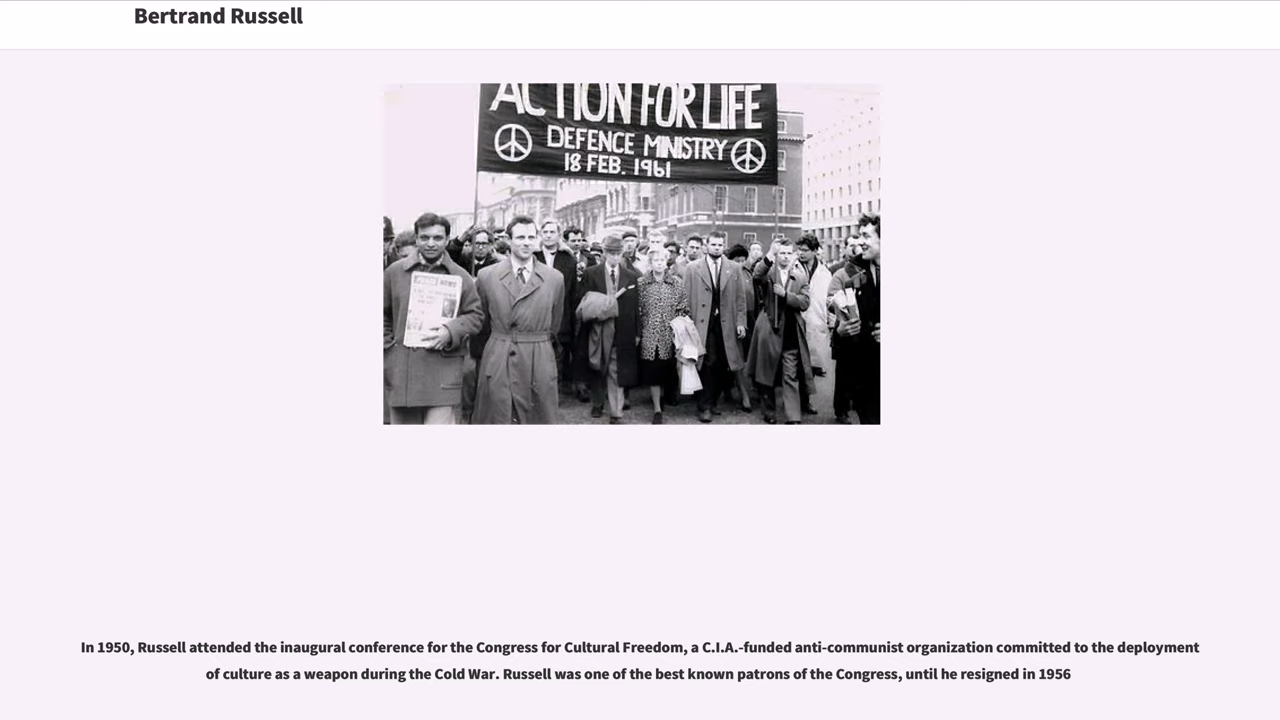 Bertrand Russell
ACTION FOR LIFE
DEFENCE MINISTRY
18 FEB. 1961
NEWS
In 1950, Russell attended the inaugural conference for the Congress for Cultural Freedom, a C.I.A.-funded anti-communist organization committed to the deployment
of culture as a weapon during the Cold War. Russell was one of the best known patrons of the Congress, until he resigned in 1956